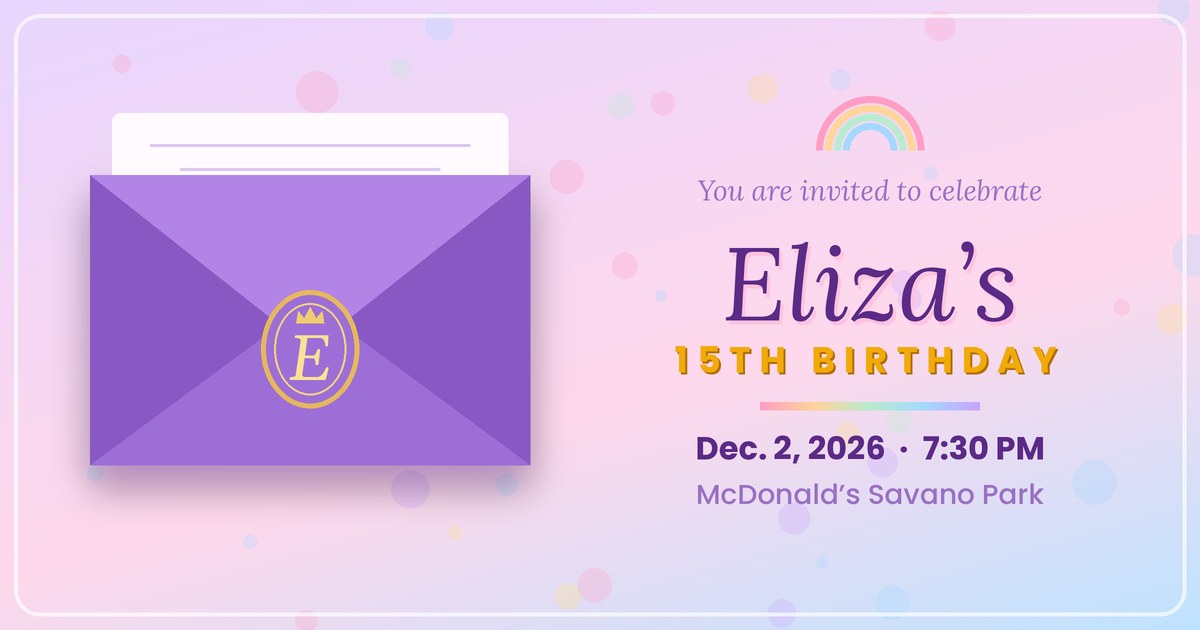 E
You are invited to celebrate
Eliza’s
15TH BIRTHDAY
Dec. 2, 2026 · 7:30 PM
McDonald’s Savano Park